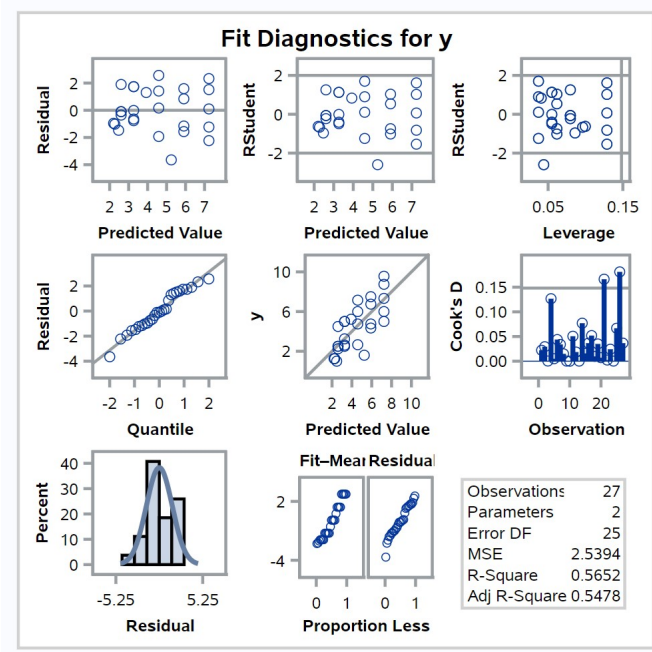 Fit Diagnostics for y
Residual
2
0
-2
-4
2 3 4 5 6 7
Predicted Value
RStudent
2
0
-2
2 3 4 5 6 7
Predicted Value
RStudent
2
0
-2
0.05 0.15
Leverage
Residual
2
0
-2
-4
-2 -1 0 1 2
Quantile
y
10
6
2
2 4 6 8 10
Predicted Value
Cook's D
0.15
0.10
0.05
0.00
0 10 20
Observation
Percent
40
30
20
10
0
-5.25 5.25
Residual
Fit–Mean Residual
2
-4
0 1 0 1
Proportion Less
Observations 27
Parameters 2
Error DF 25
MSE 2.5394
R-Square 0.5652
Adj R-Square 0.5478